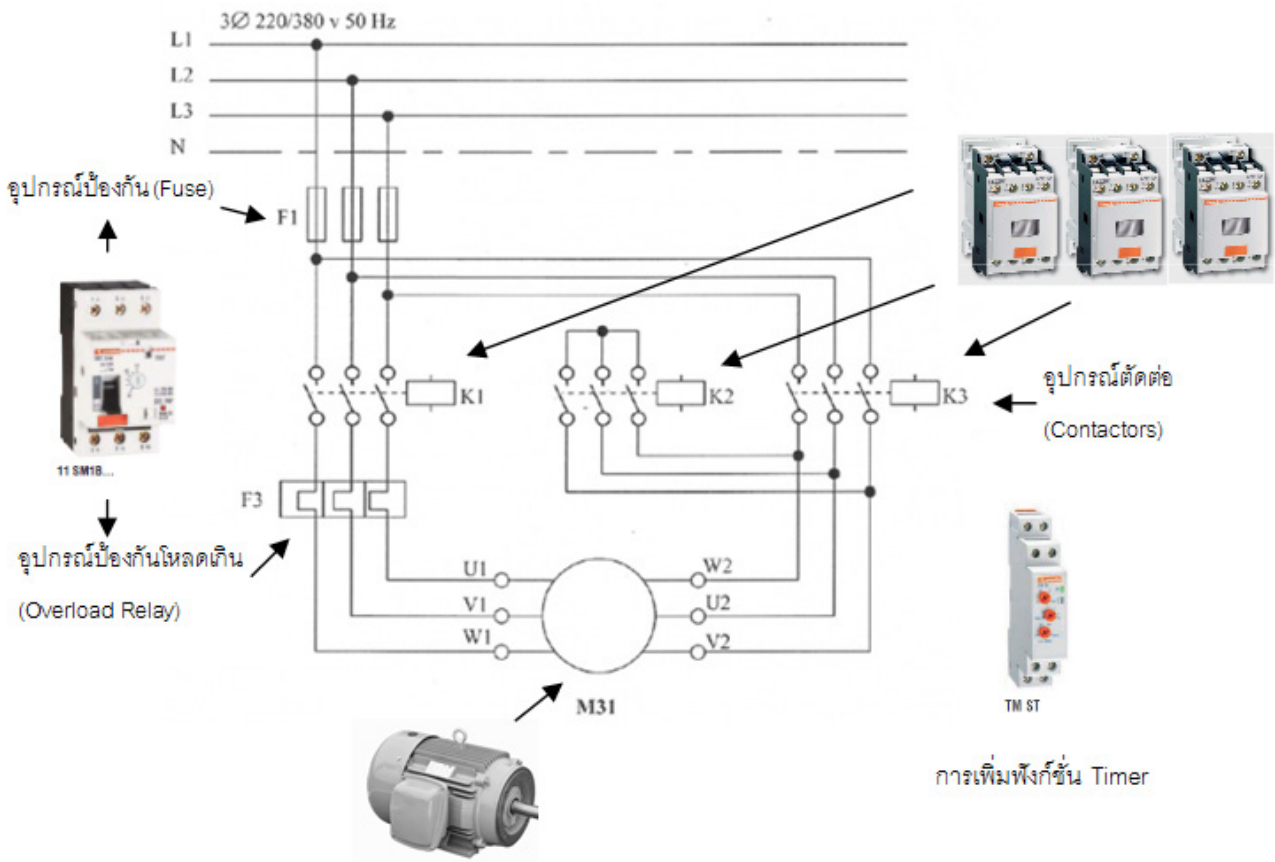 3Ø 220/380 v 50 Hz
L1
L2
L3
N
อุปกรณ์ป้องกัน (Fuse)
F1
K1
K2
K3
อุปกรณ์ตัดต่อ
(Contactors)
11 SM1B...
F3
อุปกรณ์ป้องกันโหลดเกิน
(Overload Relay)
U1
V1
W1
W2
U2
V2
M31
TM ST
การเพิ่มฟังก์ชั่น Timer